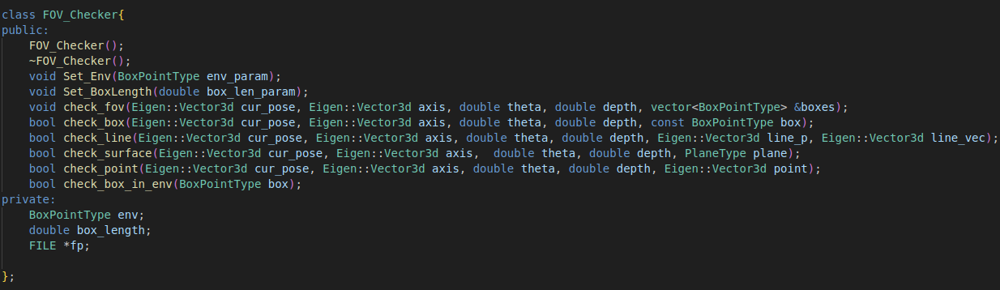 class FOV_Checker{
public:
    FOV_Checker();
    ~FOV_Checker();
    void Set_Env(BoxPointType env_param);
    void Set_BoxLength(double box_len_param);
    void check_fov(Eigen::Vector3d cur_pose, Eigen::Vector3d axis, double theta, double depth, vector<BoxPointType> &boxes);
    bool check_box(Eigen::Vector3d cur_pose, Eigen::Vector3d axis, double theta, double depth, const BoxPointType box);
    bool check_line(Eigen::Vector3d cur_pose, Eigen::Vector3d axis, double theta, double depth, Eigen::Vector3d line_p, Eigen::Vector3d line_vec);
    bool check_surface(Eigen::Vector3d cur_pose, Eigen::Vector3d axis,  double theta, double depth, PlaneType plane);
    bool check_point(Eigen::Vector3d cur_pose, Eigen::Vector3d axis, double theta, double depth, Eigen::Vector3d point);
    bool check_box_in_env(BoxPointType box);
private:
    BoxPointType env;
    double box_length;
    FILE *fp;

};